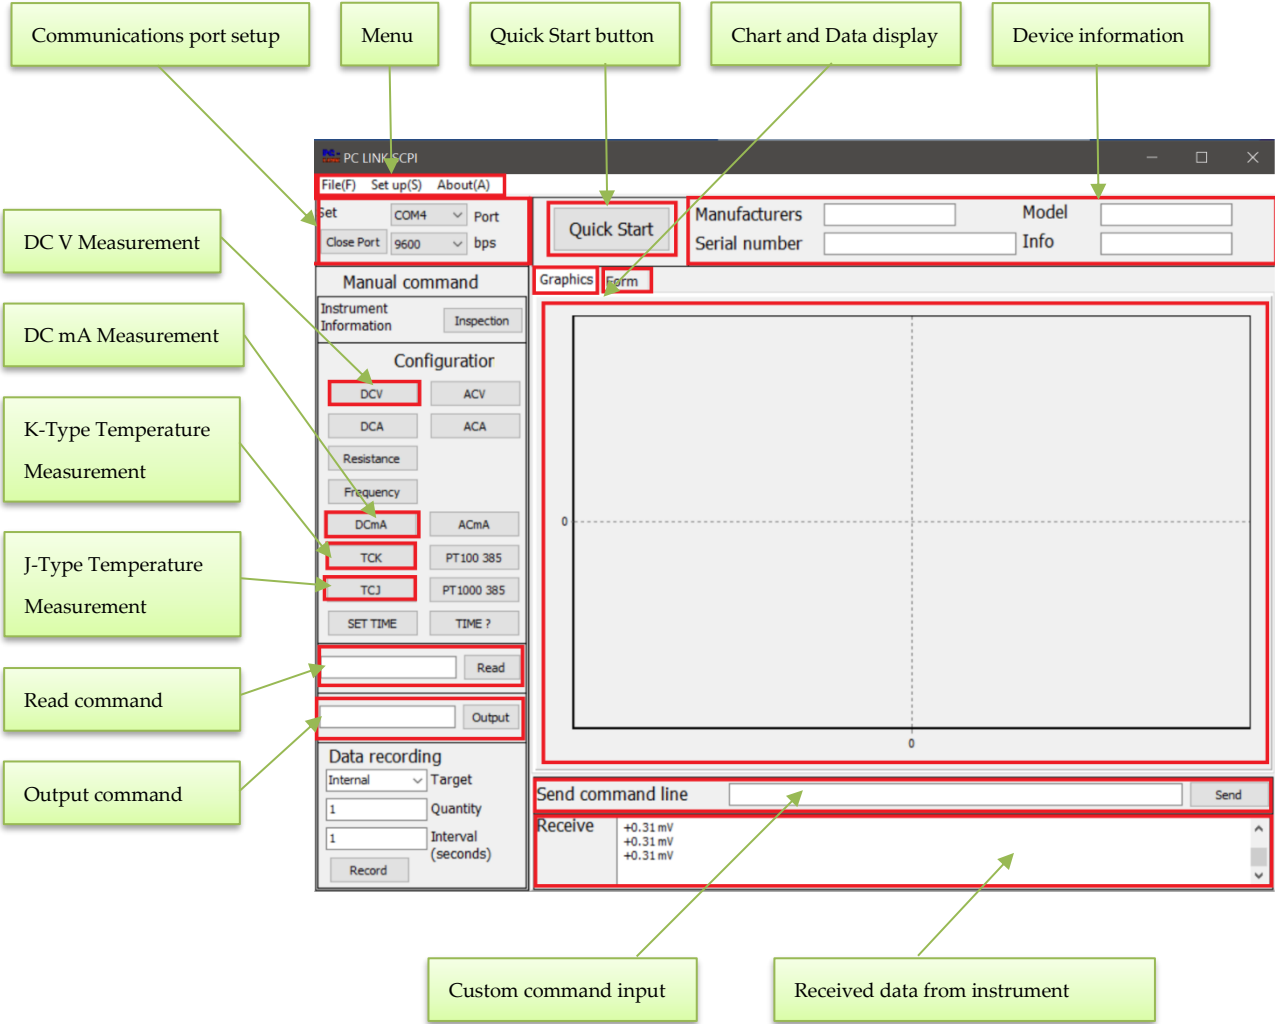 Communications port setup
Menu
Quick Start button
Chart and Data display
Device information
PC LINK SCPI
File(F) Set up(S) About(A)
Set COM4 Port
Close Port 9600 bps
Quick Start
Manufacturers
Model
Serial number
Info
DC V Measurement
DC mA Measurement
K-Type Temperature
Measurement
J-Type Temperature
Measurement
Read command
Output command
Manual command
Instrument
Information
Inspection
Configuratior
DCV ACV
DCA ACA
Resistance
Frequency
DCmA ACmA
TCK PT100 385
TCJ PT1000 385
SET TIME TIME ?
Read
Output
Data recording
Internal Target
1 Quantity
1 Interval
(seconds)
Record
Graphics Form
0
0
Send command line Send
Receive
+0.31 mV
+0.31 mV
+0.31 mV
Custom command input
Received data from instrument